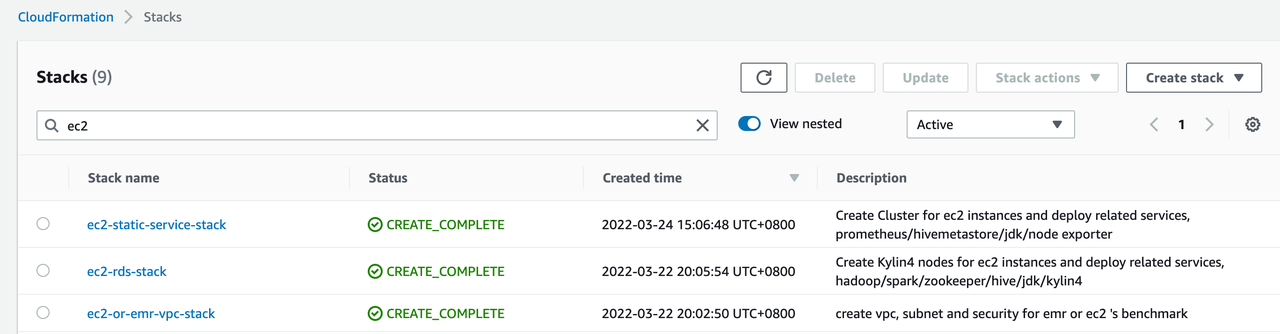 CloudFormation > Stacks
Stacks (9) Delete Update Stack actions Create stack
ec2 View nested Active 1
Stack name Status Created time Description
ec2-static-service-stack CREATE_COMPLETE 2022-03-24 15:06:48 UTC+0800 Create Cluster for ec2 instances and deploy related services,
prometheus/hivemetastore/jdk/node exporter
ec2-rds-stack CREATE_COMPLETE 2022-03-22 20:05:54 UTC+0800 Create Kylin4 nodes for ec2 instances and deploy related services,
hadoop/spark/zookeeper/hive/jdk/kylin4
ec2-or-emr-vpc-stack CREATE_COMPLETE 2022-03-22 20:02:50 UTC+0800 create vpc, subnet and security for emr or ec2 's benchmark